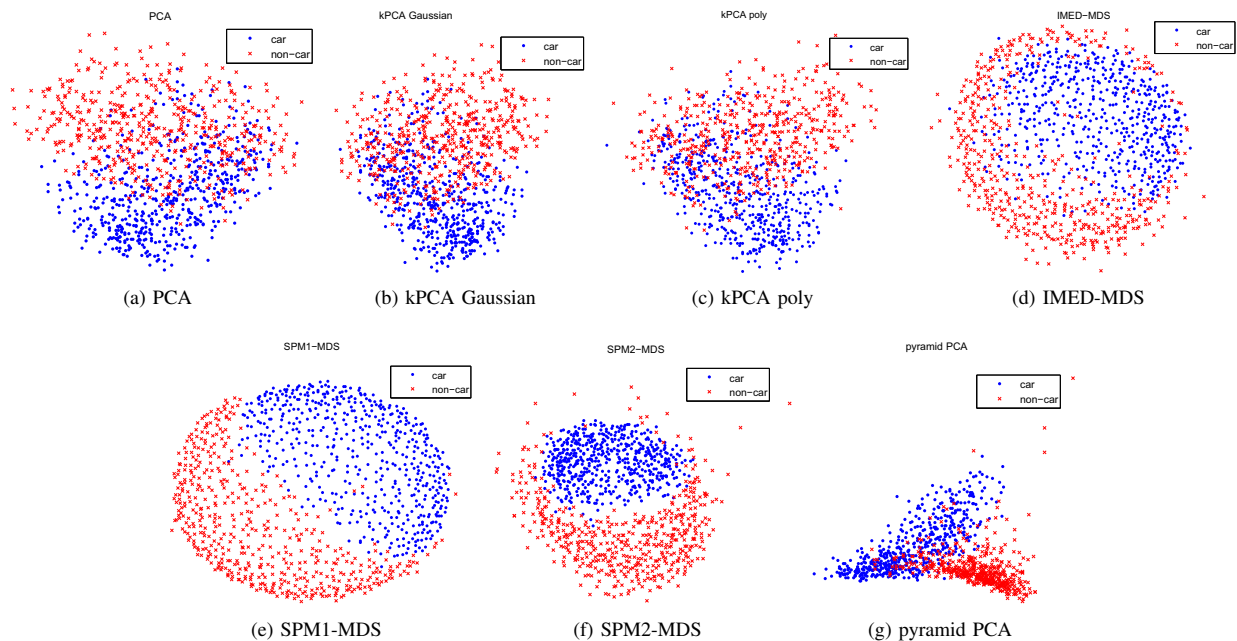 PCA
car
non-car
kPCA Gaussian
car
non-car
kPCA poly
car
non-car
IMED-MDS
car
non-car
(a) PCA
(b) kPCA Gaussian
(c) kPCA poly
(d) IMED-MDS
SPM1-MDS
car
non-car
SPM2-MDS
car
non-car
pyramid PCA
car
non-car
(e) SPM1-MDS
(f) SPM2-MDS
(g) pyramid PCA